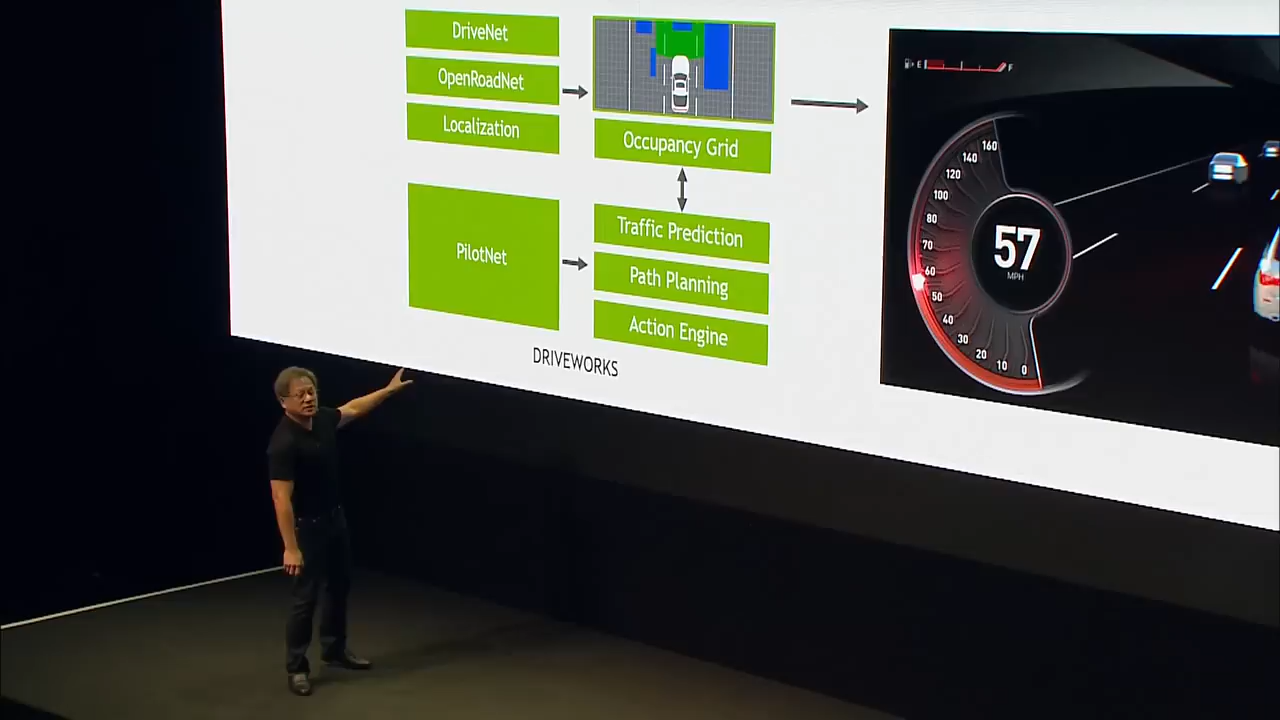 DriveNet
OpenRoadNet
Localization
PilotNet
Occupancy Grid
Traffic Prediction
Path Planning
Action Engine
DRIVEWORKS
E F
160
140
120
100
80
70
60
50
40
30
20
10
0
57
MPH